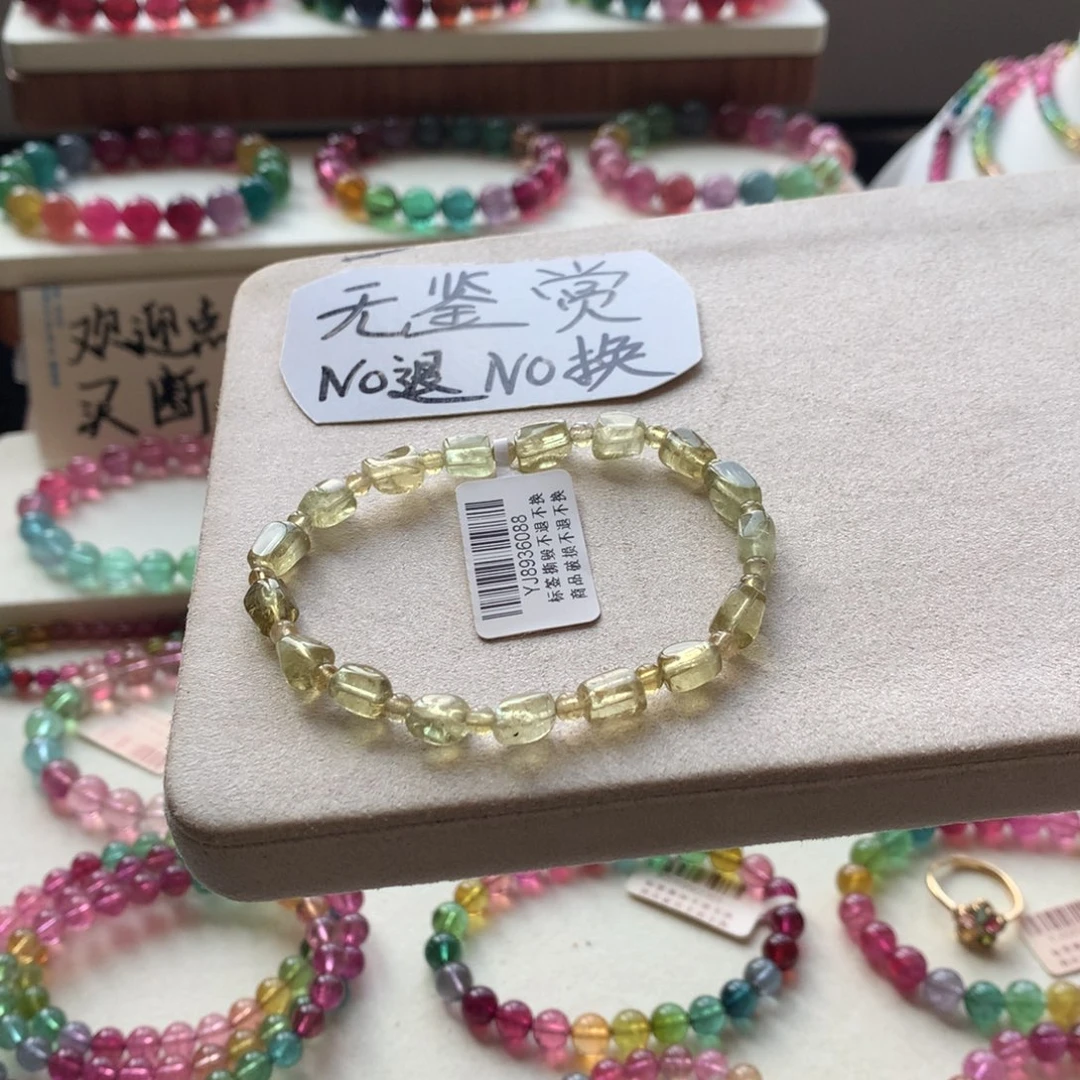 无鉴赏
NO退 NO换
欢迎点
又断
YJ8936088
标签撕毁不退不换
商品破损不退不换